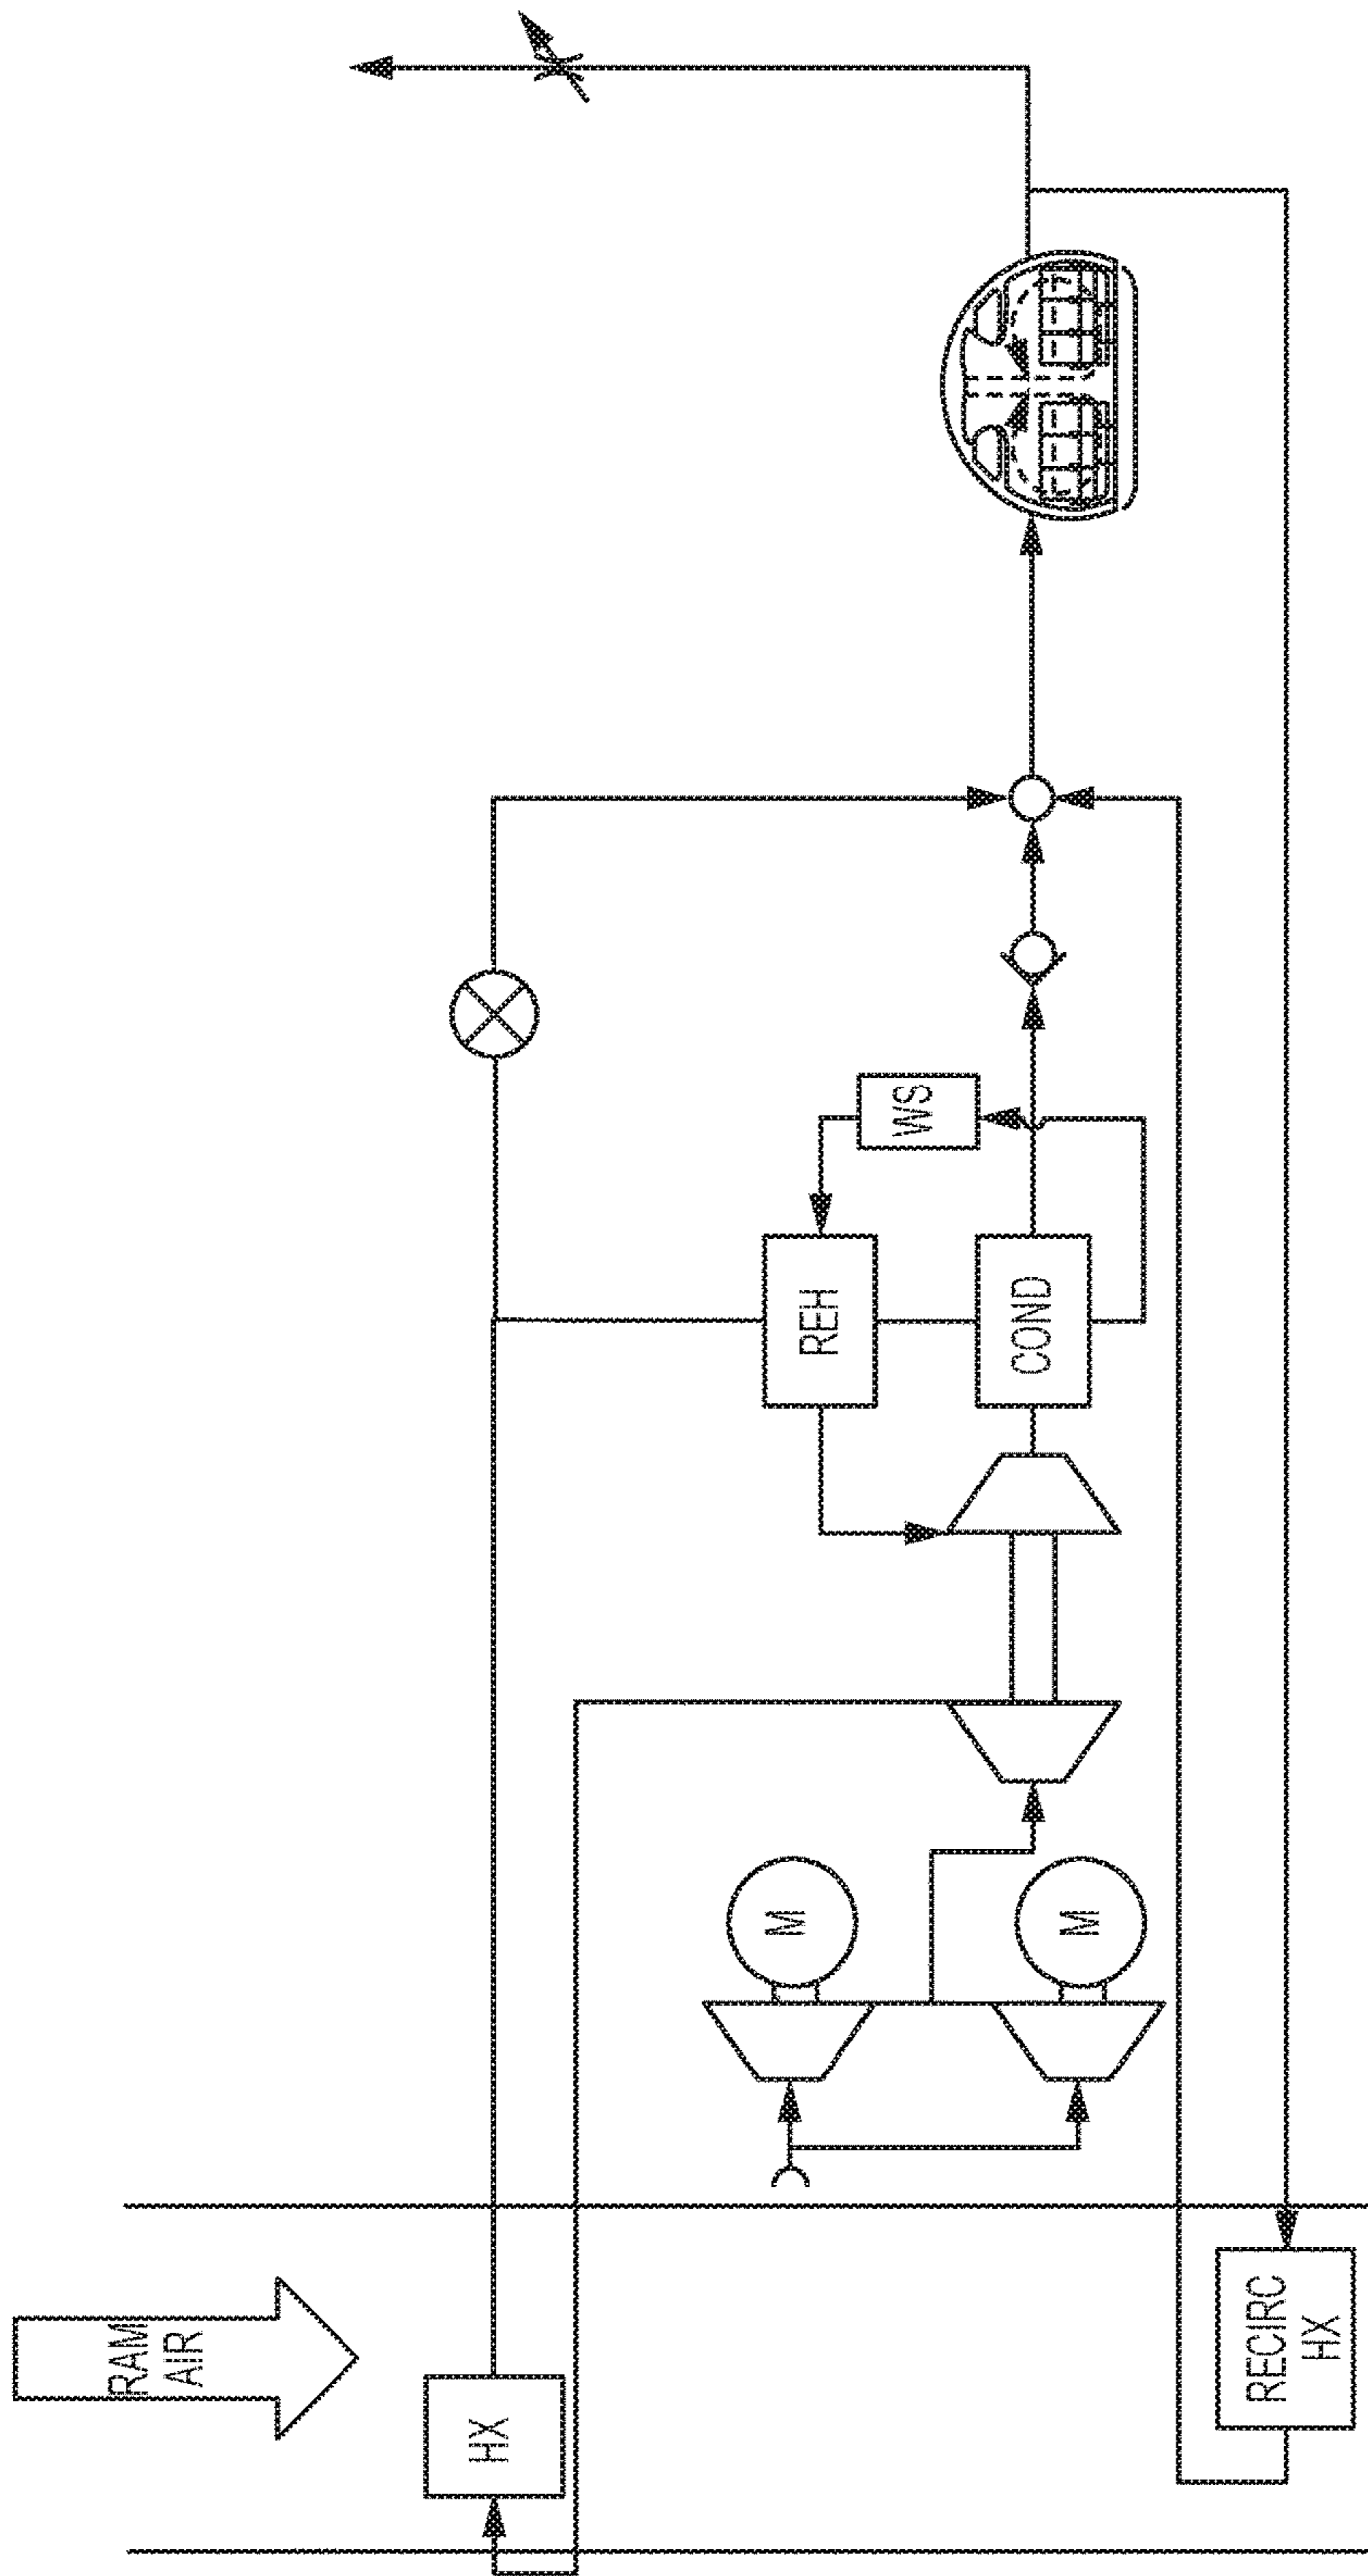 RAM
AIR
HX
M
M
REH
COND
WS
RECIRC
HX